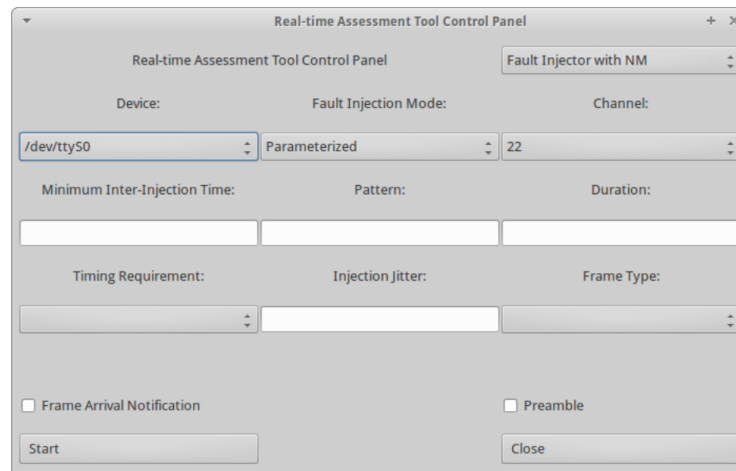 Real-time Assessment Tool Control Panel
Real-time Assessment Tool Control Panel Fault Injector with NM
Device: Fault Injection Mode: Channel:
/dev/ttyS0 Parameterized 22
Minimum Inter-Injection Time: Pattern: Duration:
Timing Requirement: Injection Jitter: Frame Type:
Frame Arrival Notification Preamble
Start Close